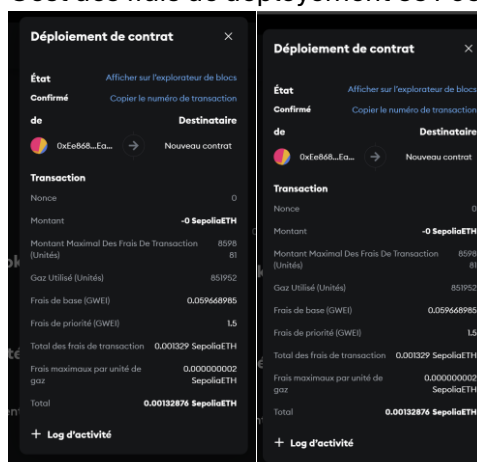 Déploiement de contrat
État Afficher sur l'explorateur de blocs
Confirmé Copier le numéro de transaction
de Destinataire
0xEe868...Ea... Nouveau contrat
Transaction
Nonce 0
Montant -0 SepoliaETH
Montant Maximal Des Frais De Transaction 8598
(Unités) 81
Gaz Utilisé (Unités) 851952
Frais de base (GWEI) 0.059668985
Frais de priorité (GWEI) 1.5
Total des frais de transaction 0.001329 SepoliaETH
Frais maximaux par unité de 0.000000002
gaz SepoliaETH
Total 0.00132876 SepoliaETH
+ Log d'activité
Déploiement de contrat
État Afficher sur l'explorateur de blocs
Confirmé Copier le numéro de transaction
de Destinataire
0xEe868...Ea... Nouveau contrat
Transaction
Nonce 0
Montant -0 SepoliaETH
Montant Maximal Des Frais De Transaction 8598
(Unités) 81
Gaz Utilisé (Unités) 851952
Frais de base (GWEI) 0.059668985
Frais de priorité (GWEI) 1.5
Total des frais de transaction 0.001329 SepoliaETH
Frais maximaux par unité de 0.000000002
gaz SepoliaETH
Total 0.00132876 SepoliaETH
+ Log d'activité